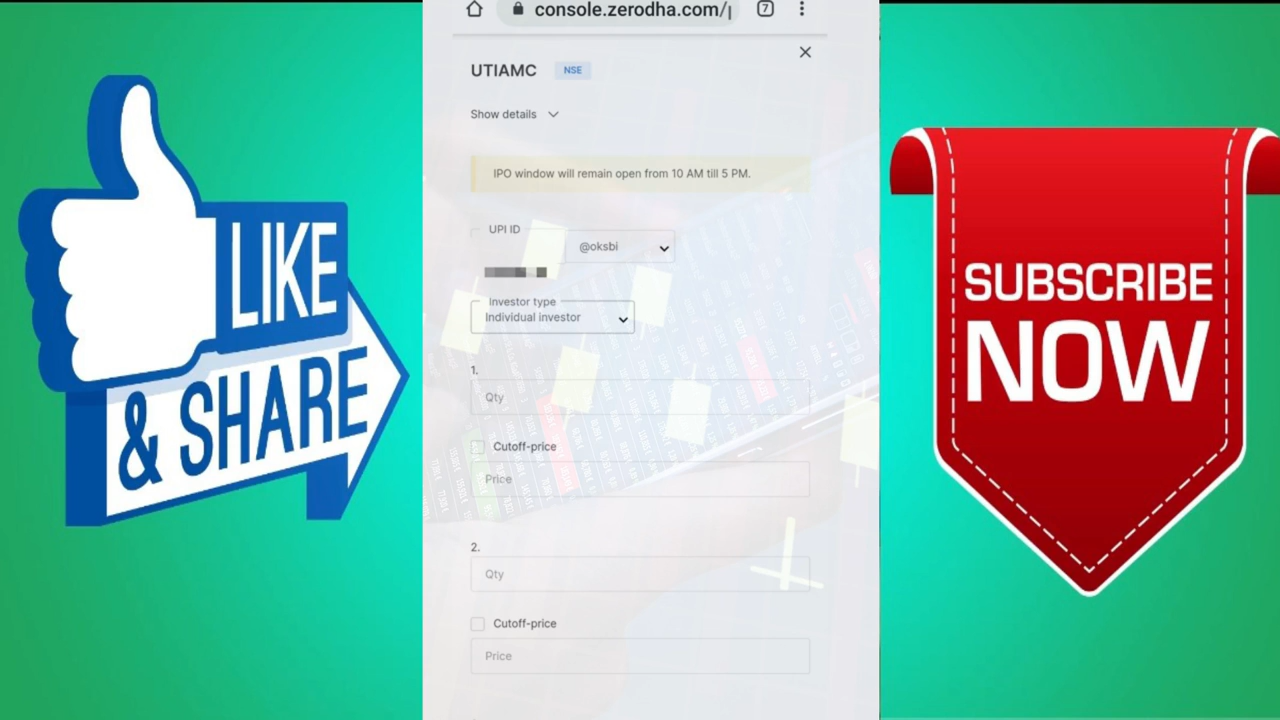 LIKE
& SHARE
console.zerodha.com/
7
UTIAMC
NSE
Show details
IPO window will remain open from 10 AM till 5 PM.
UPI ID
@oksbi
Investor type
Individual investor
1.
Qty
Cutoff-price
Price
2.
Qty
Cutoff-price
Price
SUBSCRIBE
NOW